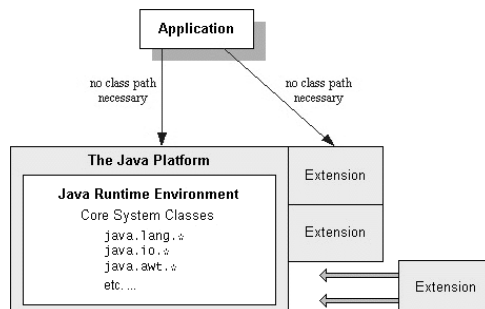 Application
no class path
necessary
no class path
necessary
The Java Platform
Java Runtime Environment
Core System Classes
java.lang.☆
java.io.☆
java.awt.☆
etc. ...
Extension
Extension
Extension